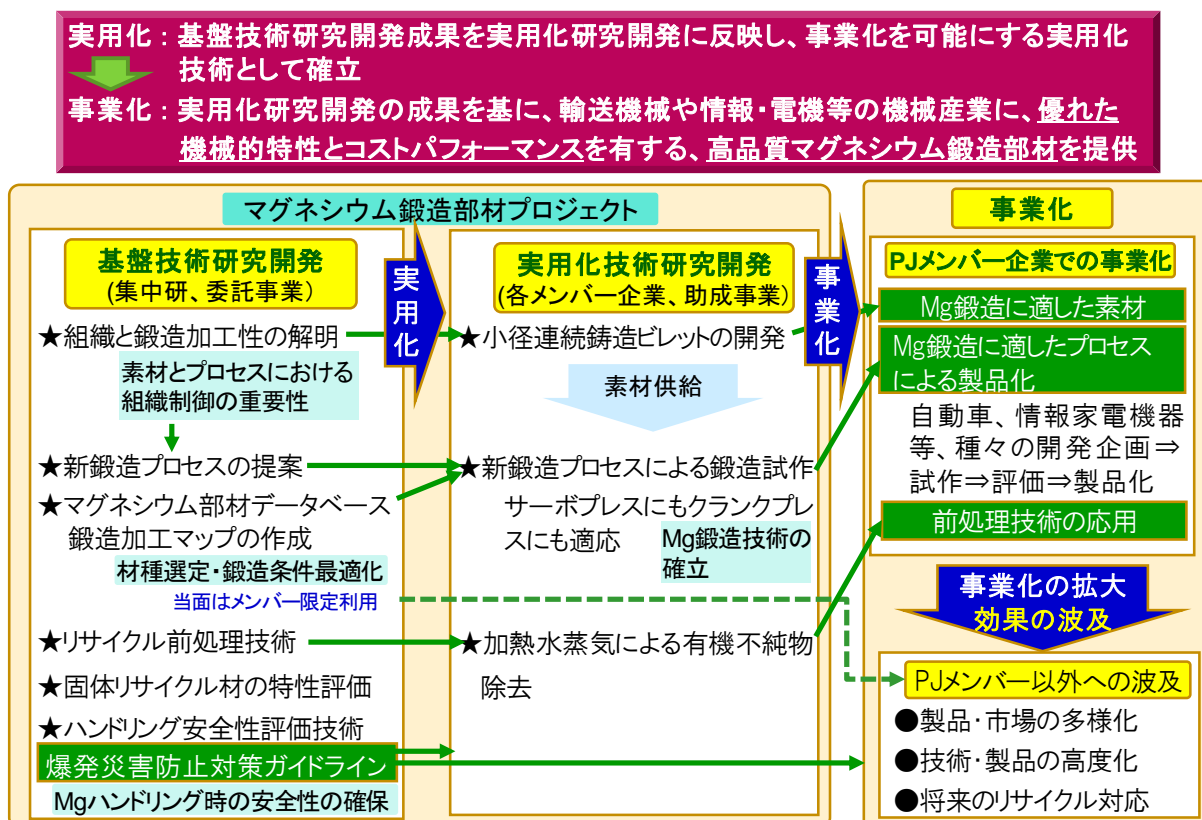 実用化：基盤技術研究開発成果を実用化研究開発に反映し、事業化を可能にする実用化
技術として確立
事業化：実用化研究開発の成果を基に、輸送機械や情報・電機等の機械産業に、優れた
機械的特性とコストパフォーマンスを有する、高品質マグネシウム鍛造部材を提供
マグネシウム鍛造部材プロジェクト
基盤技術研究開発
(集中研、委託事業)
★組織と鍛造加工性の解明
素材とプロセスにおける
組織制御の重要性
★新鍛造プロセスの提案
★マグネシウム部材データベース
鍛造加工マップの作成
材種選定・鍛造条件最適化
当面はメンバー限定利用
★リサイクル前処理技術
★固体リサイクル材の特性評価
★ハンドリング安全性評価技術
爆発災害防止対策ガイドライン
Mgハンドリング時の安全性の確保
実用化
実用化技術研究開発
(各メンバー企業、助成事業)
★小径連続鋳造ビレットの開発
素材供給
★新鍛造プロセスによる鍛造試作
サーボプレスにもクランクプレ
スにも適応
Mg鍛造技術の
確立
★加熱水蒸気による有機不純物
除去
事業化
事業化
PJメンバー企業での事業化
Mg鍛造に適した素材
Mg鍛造に適したプロセス
による製品化
自動車、情報家電機器
等、種々の開発企画⇒
試作⇒評価⇒製品化
前処理技術の応用
事業化の拡大
効果の波及
PJメンバー以外への波及
●製品・市場の多様化
●技術・製品の高度化
●将来のリサイクル対応